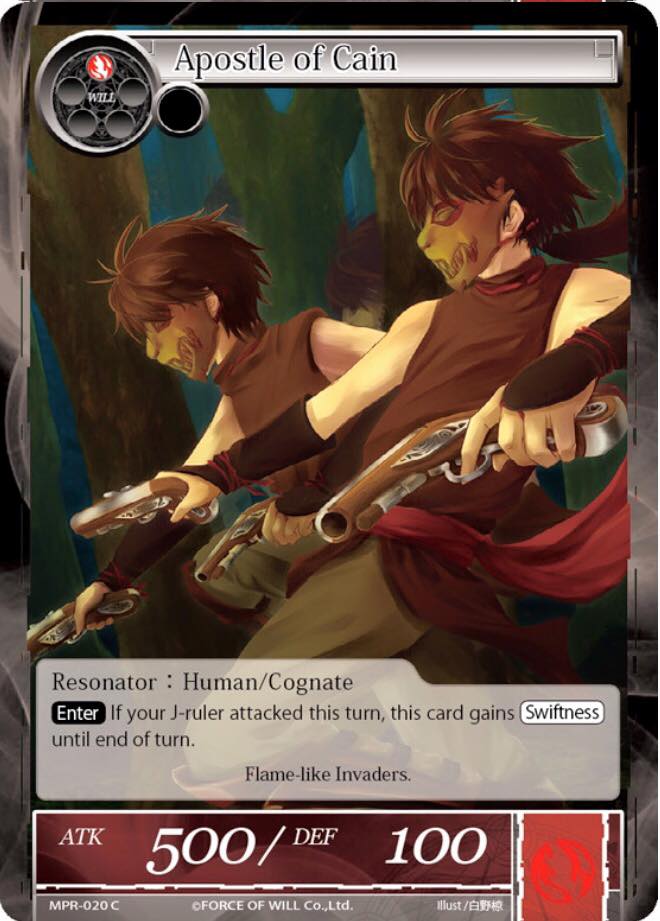 Apostle of Cain
WILL
Resonator : Human/Cognate
Enter If your J-ruler attacked this turn, this card gains Swiftness
until end of turn.
Flame-like Invaders.
ATK 500/ DEF 100
MPR-020 C ©FORCE OF WILL Co.,Ltd. Illust/白野椋